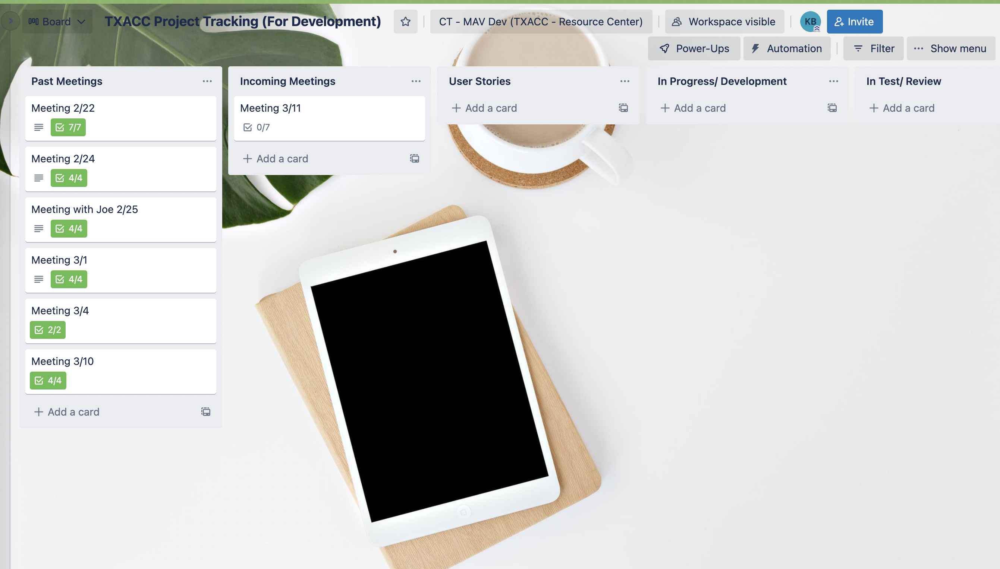 Board
TXACC Project Tracking (For Development)
CT - MAV Dev (TXACC - Resource Center)
Workspace visible
KB
Invite
Power-Ups
Automation
Filter
Show menu
Past Meetings
Meeting 2/22
7/7
Meeting 2/24
4/4
Meeting with Joe 2/25
4/4
Meeting 3/1
4/4
Meeting 3/4
2/2
Meeting 3/10
4/4
+ Add a card
Incoming Meetings
Meeting 3/11
0/7
+ Add a card
User Stories
+ Add a card
In Progress/ Development
+ Add a card
In Test/ Review
+ Add a card